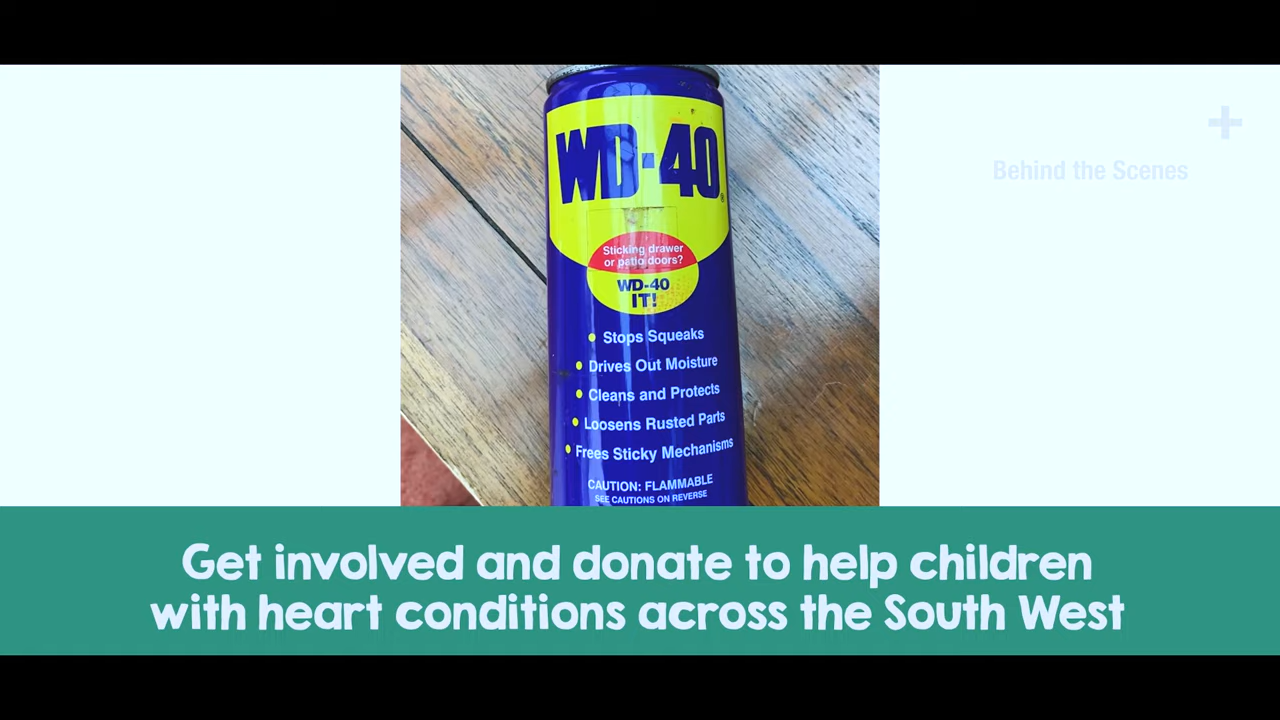 +
Behind the Scenes
WD-40
Sticking drawer
or patio doors?
WD-40
IT!
• Stops Squeaks
• Drives Out Moisture
• Cleans and Protects
• Loosens Rusted Parts
• Frees Sticky Mechanisms
CAUTION: FLAMMABLE
SEE CAUTIONS ON REVERSE
Get involved and donate to help children
with heart conditions across the South West